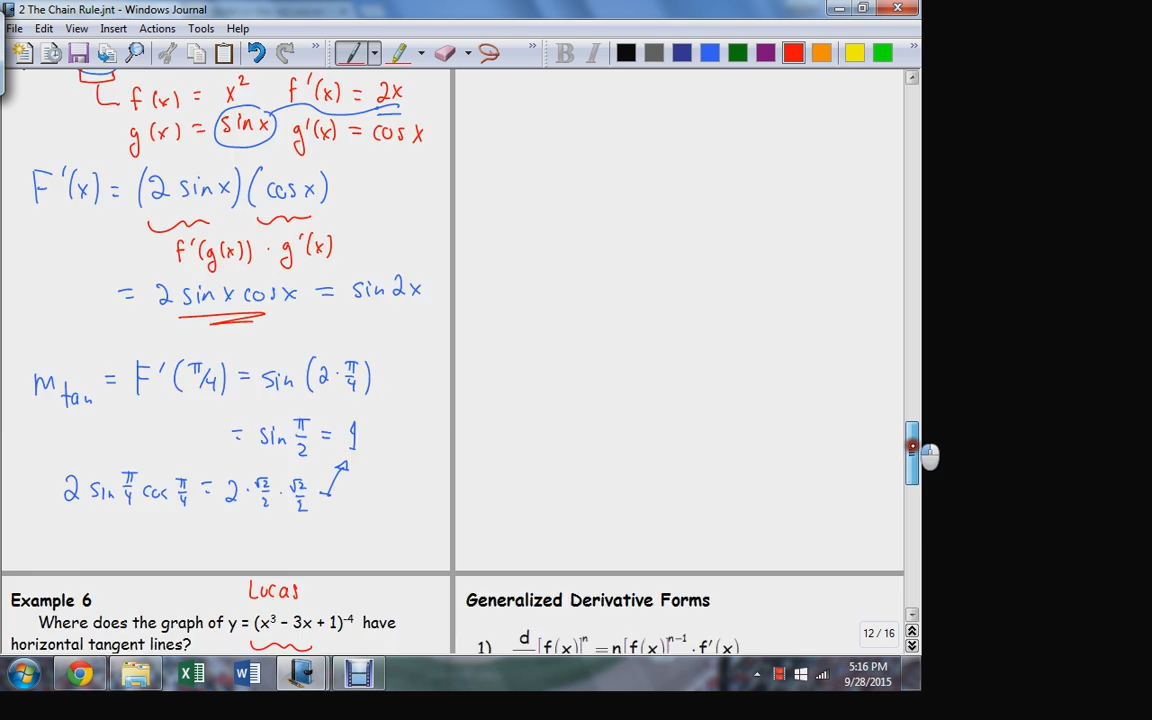 2 The Chain Rule.jnt - Windows Journal
File Edit View Insert Actions Tools Help
f(x) = x² f'(x) = 2x
g(x) = sin x g'(x) = cos x
F'(x) = (2 sin x)(cos x)
f'(g(x)) · g'(x)
= 2 sin x cos x = sin 2x
m_tan = F'(π/4) = sin(2·π/4)
= sin π/2 = 1
2 sin π/4 cos π/4 = 2 · √2/2 · √2/2
Lucas
Example 6
Where does the graph of y = (x³ – 3x + 1)⁻⁴ have
horizontal tangent lines?
Generalized Derivative Forms
1) d [f(x)]ⁿ = n[f(x)]ⁿ⁻¹ · f'(x)
12 / 16
5:16 PM
9/28/2015